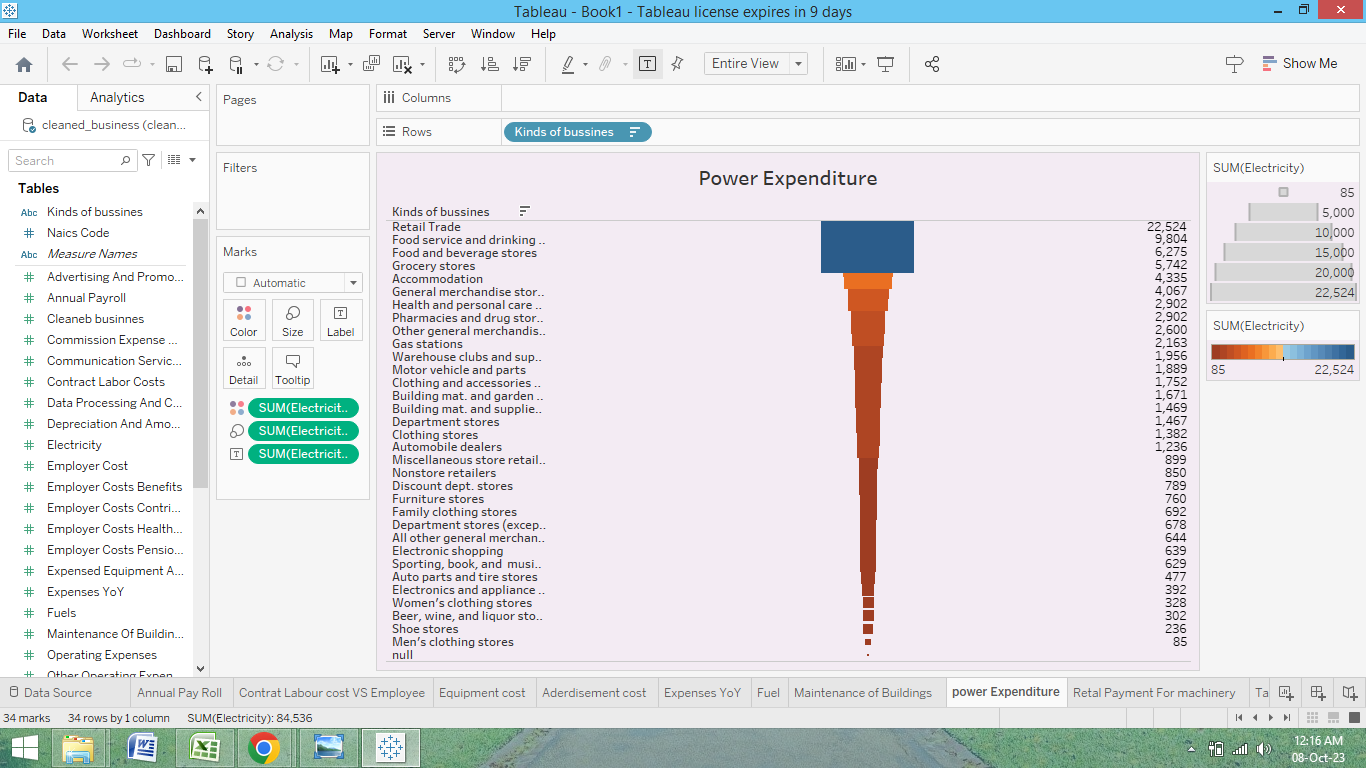 Tableau - Book1 - Tableau license expires in 9 days
File Data Worksheet Dashboard Story Analysis Map Format Server Window Help
Entire View
Show Me
Data Analytics
cleaned_business (clean...
Search
Tables
Abc Kinds of bussines
Naics Code
Abc Measure Names
Advertising And Promo...
Annual Payroll
Cleaneb businnes
Commission Expense ...
Communication Servic...
Contract Labor Costs
Data Processing And C...
Depreciation And Amo...
Electricity
Employer Cost
Employer Costs Benefits
Employer Costs Contri...
Employer Costs Health...
Employer Costs Pensio...
Expensed Equipment A...
Expenses YoY
Fuels
Maintenance Of Buildin...
Operating Expenses
Other Operating Expen
Pages
Filters
Marks
Automatic
Color Size Label
Detail Tooltip
SUM(Electricit..
SUM(Electricit..
SUM(Electricit..
Columns
Rows Kinds of bussines
Power Expenditure
Kinds of bussines
Retail Trade 22,524
Food service and drinking .. 9,804
Food and beverage stores 6,275
Grocery stores 5,742
Accommodation 4,335
General merchandise stor.. 4,067
Health and personal care .. 2,902
Pharmacies and drug stor.. 2,902
Other general merchandis.. 2,600
Gas stations 2,163
Warehouse clubs and sup.. 1,956
Motor vehicle and parts 1,889
Clothing and accessories .. 1,752
Building mat. and garden .. 1,671
Building mat. and supplie.. 1,469
Department stores 1,467
Clothing stores 1,382
Automobile dealers 1,236
Miscellaneous store retail.. 899
Nonstore retailers 850
Discount dept. stores 789
Furniture stores 760
Family clothing stores 692
Department stores (excep.. 678
All other general merchan.. 644
Electronic shopping 639
Sporting, book, and musi.. 629
Auto parts and tire stores 477
Electronics and appliance .. 392
Women's clothing stores 328
Beer, wine, and liquor sto.. 302
Shoe stores 236
Men's clothing stores 85
null
SUM(Electricity)
85
5,000
10,000
15,000
20,000
22,524
SUM(Electricity)
85 22,524
Data Source Annual Pay Roll Contrat Labour cost VS Employee Equipment cost Aderdisement cost Expenses YoY Fuel Maintenance of Buildings power Expenditure Retal Payment For machinery Ta
34 marks 34 rows by 1 column SUM(Electricity): 84,536
12:16 AM
08-Oct-23